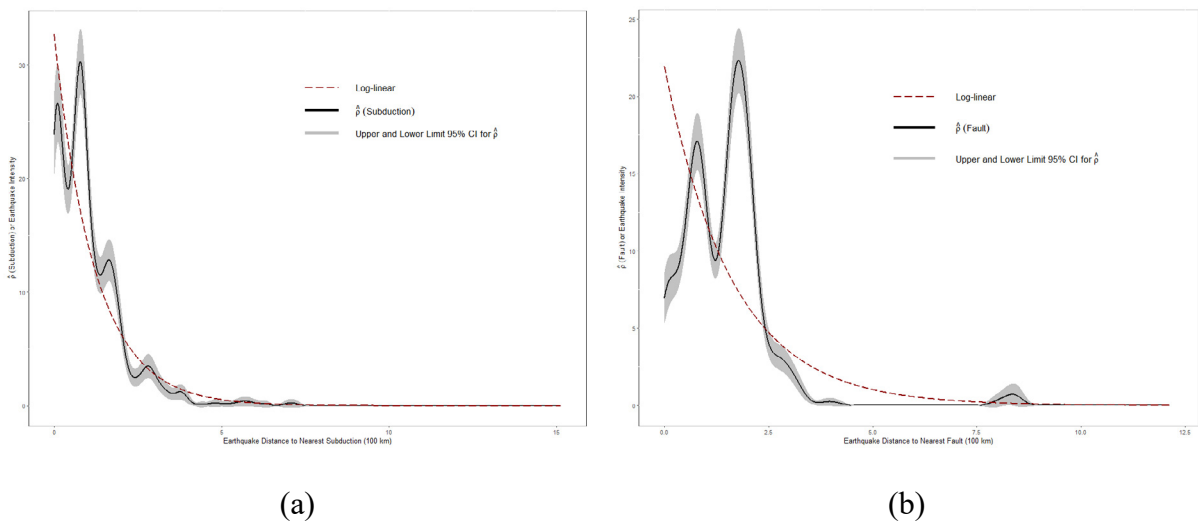 30
20
10
0
ρ̂ (Subduction) or Earthquake Intensity
Log-linear
ρ̂ (Subduction)
Upper and Lower Limit 95% CI for ρ̂
0
5
10
15
Earthquake Distance to Nearest Subduction (100 km)
(a)
25
20
15
10
5
0
ρ̂ (Fault) or Earthquake Intensity
Log-linear
ρ̂ (Fault)
Upper and Lower Limit 95% CI for ρ̂
0.0
2.5
5.0
7.5
10.0
12.5
Earthquake Distance to Nearest Fault (100 km)
(b)